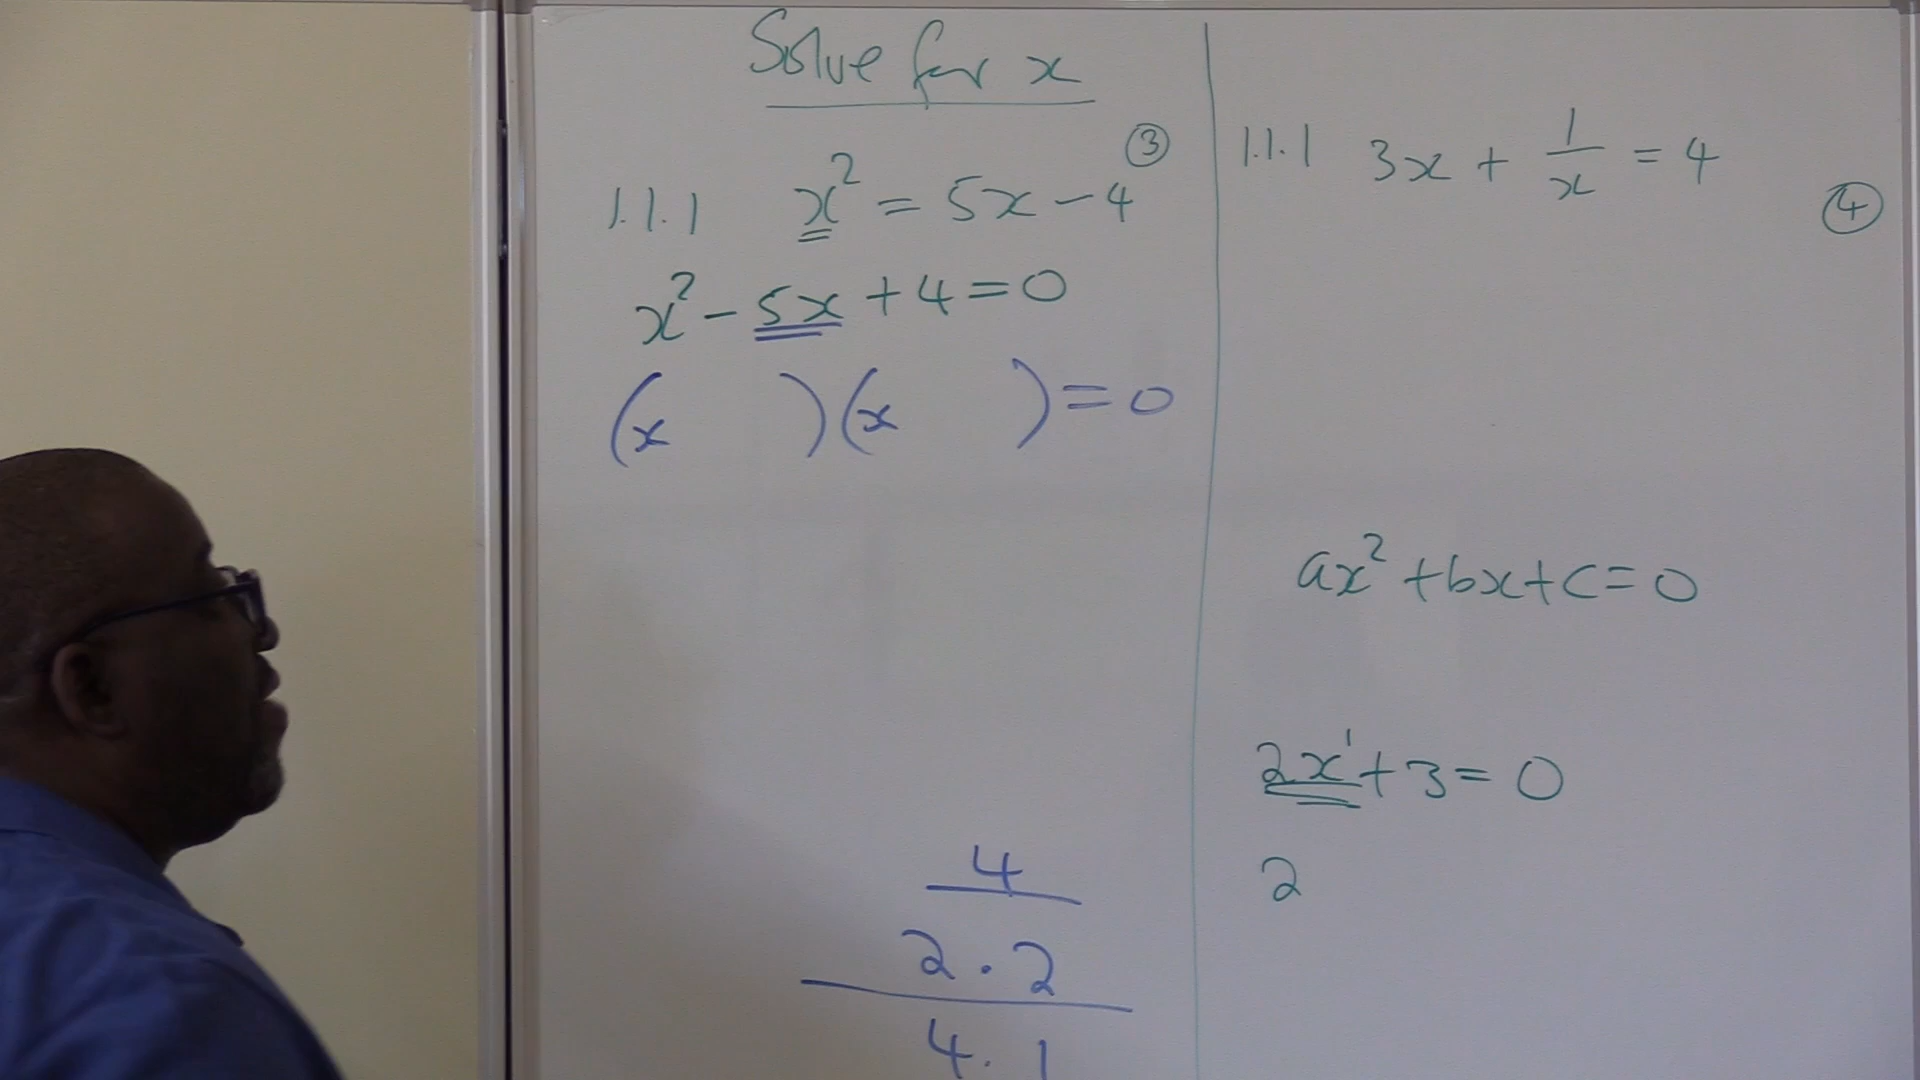 Solve for x
1.1.1 x² = 5x - 4 ③
x² - 5x + 4 = 0
(x )(x ) = 0
4
2 . 2
4 . 1
1.1.1 3x + 1/x = 4
④
ax² + bx + c = 0
2x¹ + 3 = 0
2